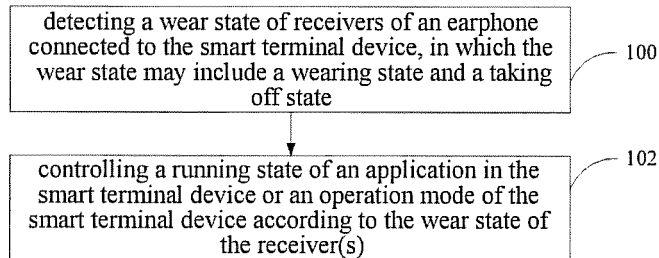 detecting a wear state of receivers of an earphone
connected to the smart terminal device, in which the
wear state may include a wearing state and a taking
off state
100
controlling a running state of an application in the
smart terminal device or an operation mode of the
smart terminal device according to the wear state of
the receiver(s)
102